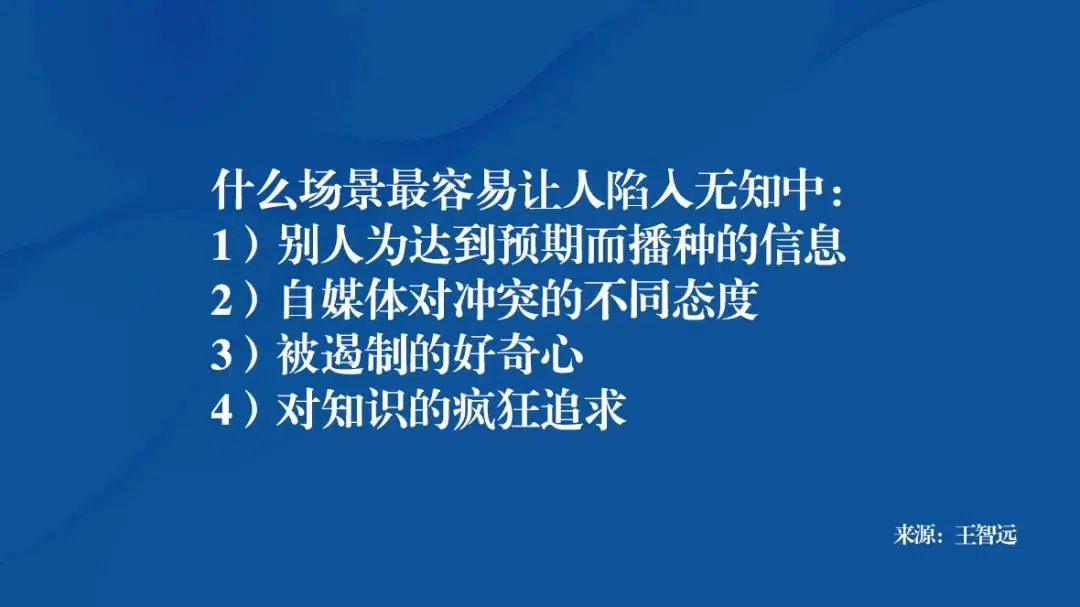 什么场景最容易让人陷入无知中：
1）别人为达到预期而播种的信息
2）自媒体对冲突的不同态度
3）被遏制的好奇心
4）对知识的疯狂追求
来源：王智远